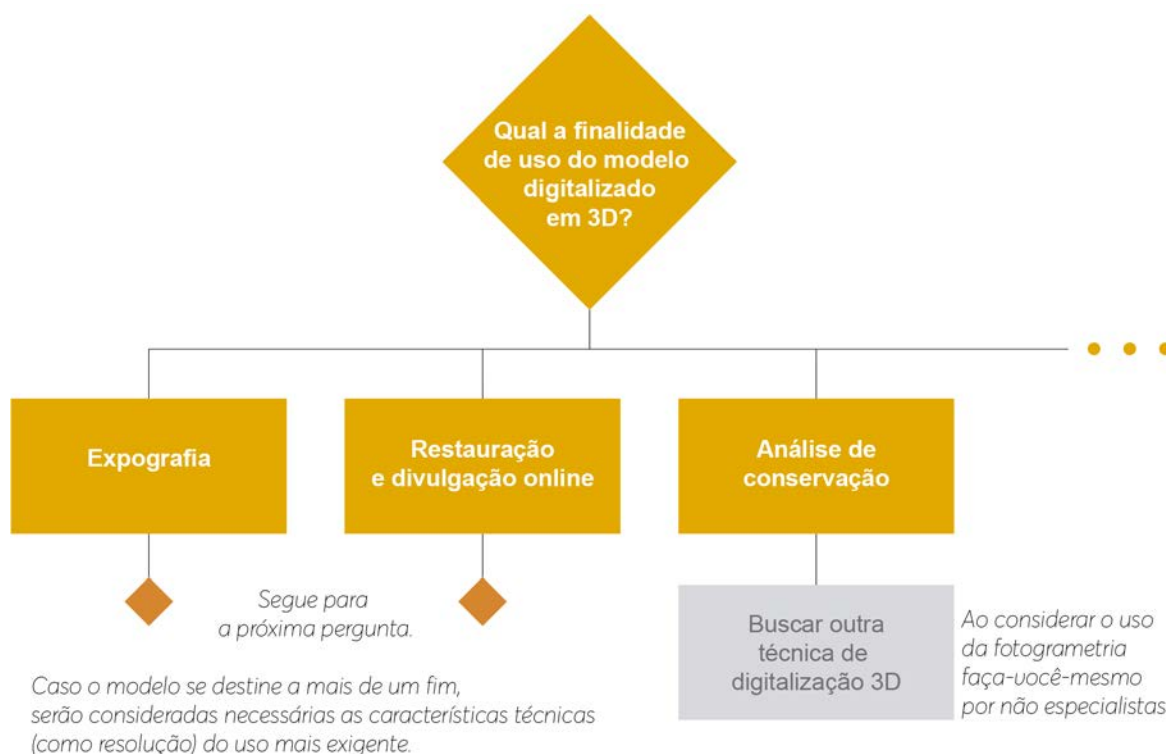 Qual a finalidade
de uso do modelo
digitalizado
em 3D?
Expografia
Restauração
e divulgação online
Análise de
conservação
Segue para
a próxima pergunta.
Buscar outra
técnica de
digitalização 3D
Ao considerar o uso
da fotogrametria
faça-você-mesmo
por não especialistas
Caso o modelo se destine a mais de um fim,
serão consideradas necessárias as características técnicas
(como resolução) do uso mais exigente.